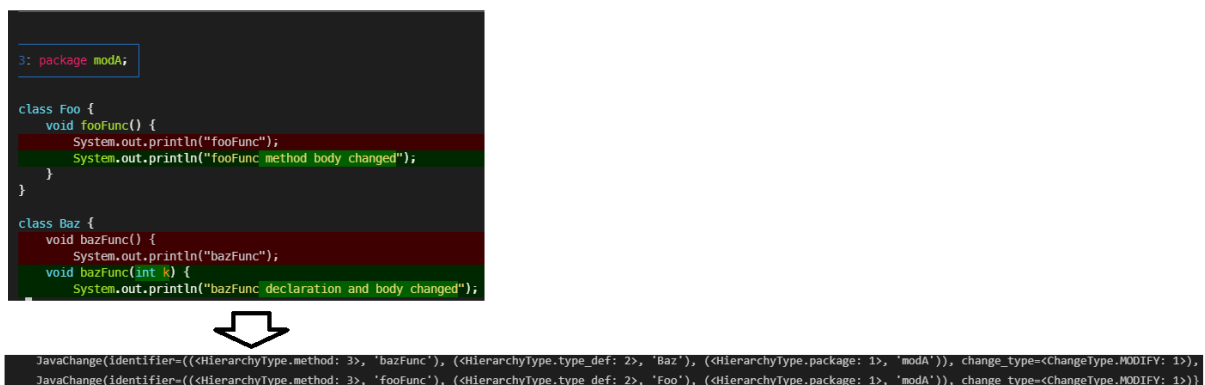 3: package modA;
class Foo {
void fooFunc() {
System.out.println("fooFunc");
System.out.println("fooFunc method body changed");
}
}
class Baz {
void bazFunc() {
System.out.println("bazFunc");
void bazFunc(int k) {
System.out.println("bazFunc declaration and body changed");
JavaChange(identifier=((<HierarchyType.method: 3>, 'bazFunc'), (<HierarchyType.type_def: 2>, 'Baz'), (<HierarchyType.package: 1>, 'modA')), change_type=<ChangeType.MODIFY: 1>),
JavaChange(identifier=((<HierarchyType.method: 3>, 'fooFunc'), (<HierarchyType.type_def: 2>, 'Foo'), (<HierarchyType.package: 1>, 'modA')), change_type=<ChangeType.MODIFY: 1>)}